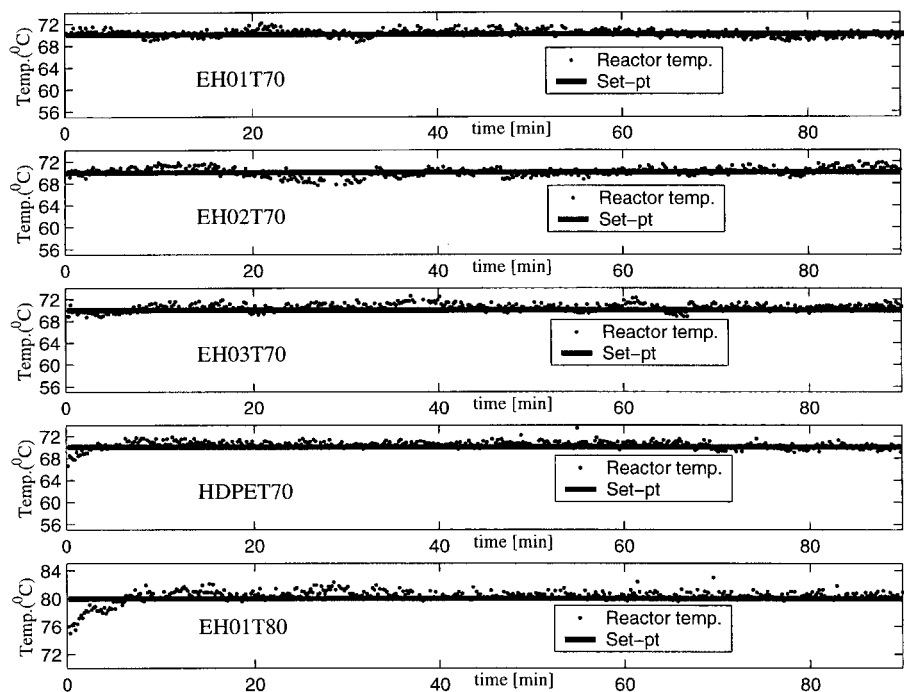 Temp.(⁰C)
72
68
64
60
56
EH01T70
Reactor temp.
Set-pt
0
20
40
time [min]
60
80
Temp.(⁰C)
72
68
64
60
56
EH02T70
Reactor temp.
Set-pt
0
20
40
time [min]
60
80
Temp.(⁰C)
72
68
64
60
56
EH03T70
Reactor temp.
Set-pt
0
20
40
time [min]
60
80
Temp.(⁰C)
72
68
64
60
56
HDPET70
Reactor temp.
Set-pt
0
20
40
time [min]
60
80
Temp.(⁰C)
84
80
76
72
EH01T80
Reactor temp.
Set-pt
0
20
40
time [min]
60
80